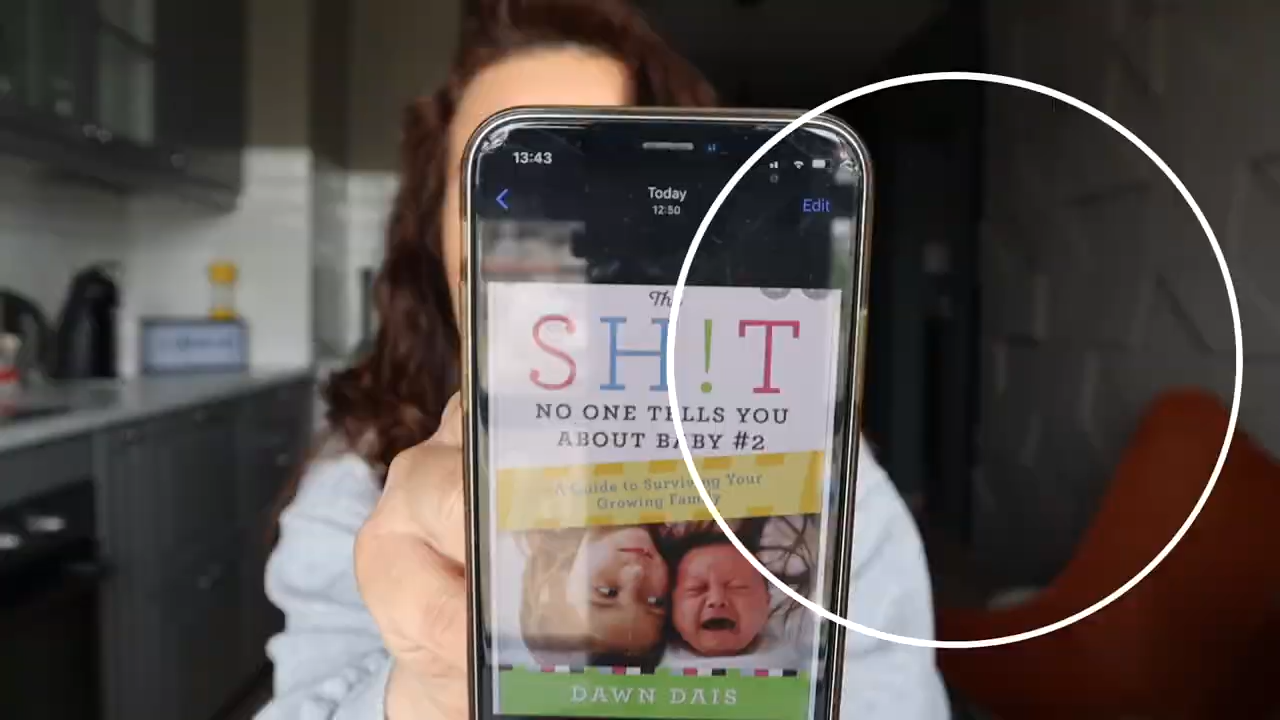 13:43
Today
12:50
Edit
The
SH!T
NO ONE TELLS YOU
ABOUT BABY #2
A Guide to Surviving Your
Growing Family
DAWN DAIS